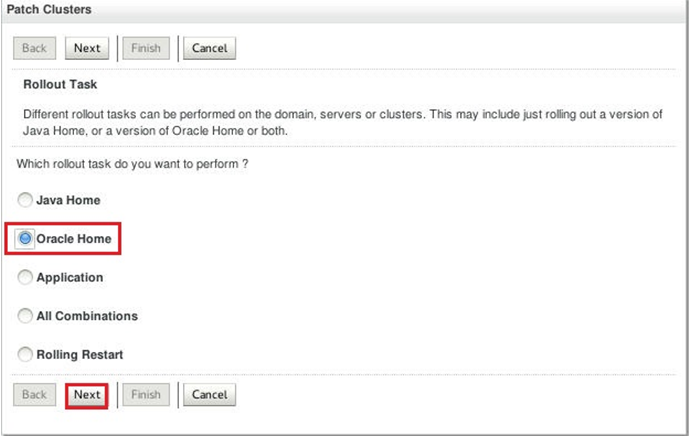 Patch Clusters
Back Next Finish Cancel
Rollout Task
Different rollout tasks can be performed on the domain, servers or clusters. This may include just rolling out a version of
Java Home, or a version of Oracle Home or both.
Which rollout task do you want to perform ?
Java Home
Oracle Home
Application
All Combinations
Rolling Restart
Back Next Finish Cancel